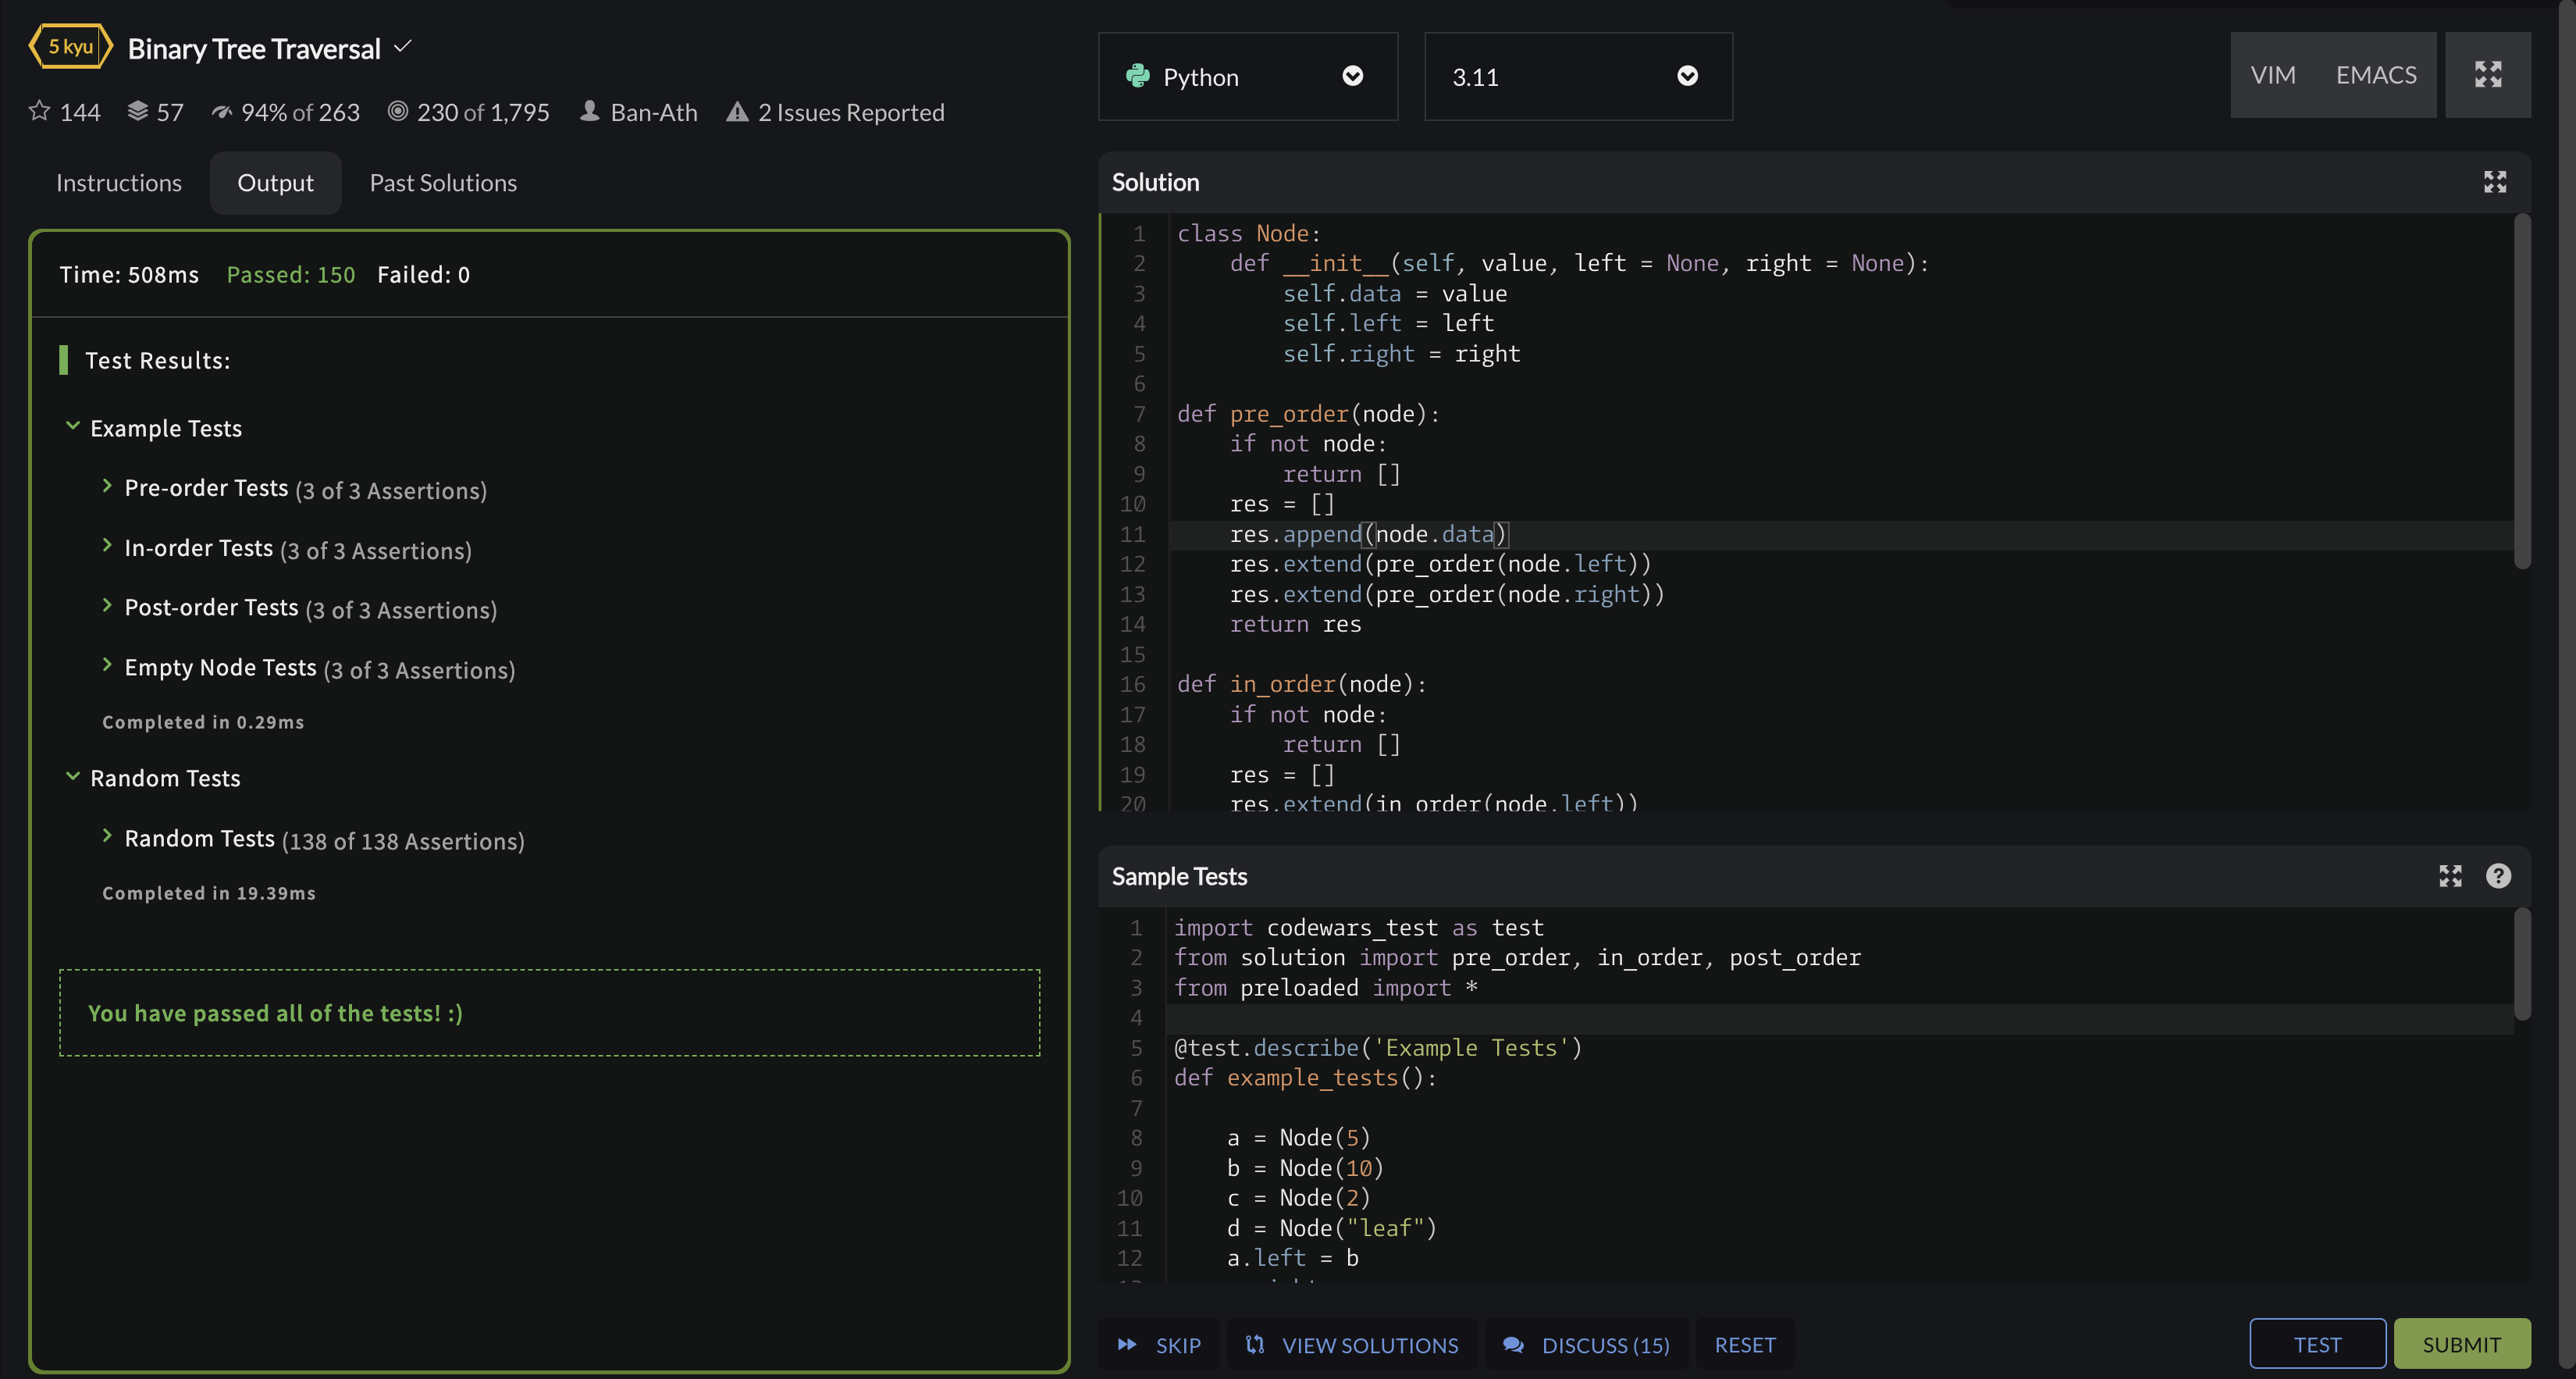 5 kyu Binary Tree Traversal
144 57 94% of 263 230 of 1,795 Ban-Ath 2 Issues Reported
Instructions Output Past Solutions
Time: 508ms Passed: 150 Failed: 0
Test Results:
Example Tests
Pre-order Tests (3 of 3 Assertions)
In-order Tests (3 of 3 Assertions)
Post-order Tests (3 of 3 Assertions)
Empty Node Tests (3 of 3 Assertions)
Completed in 0.29ms
Random Tests
Random Tests (138 of 138 Assertions)
Completed in 19.39ms
You have passed all of the tests! :)
Python 3.11 VIM EMACS
Solution
1 class Node:
2     def __init__(self, value, left = None, right = None):
3         self.data = value
4         self.left = left
5         self.right = right
6
7 def pre_order(node):
8     if not node:
9         return []
10     res = []
11     res.append(node.data)
12     res.extend(pre_order(node.left))
13     res.extend(pre_order(node.right))
14     return res
15
16 def in_order(node):
17     if not node:
18         return []
19     res = []
20     res.extend(in_order(node.left))
Sample Tests ?
1 import codewars_test as test
2 from solution import pre_order, in_order, post_order
3 from preloaded import *
4
5 @test.describe('Example Tests')
6 def example_tests():
7
8     a = Node(5)
9     b = Node(10)
10     c = Node(2)
11     d = Node("leaf")
12     a.left = b
SKIP VIEW SOLUTIONS DISCUSS (15) RESET TEST SUBMIT